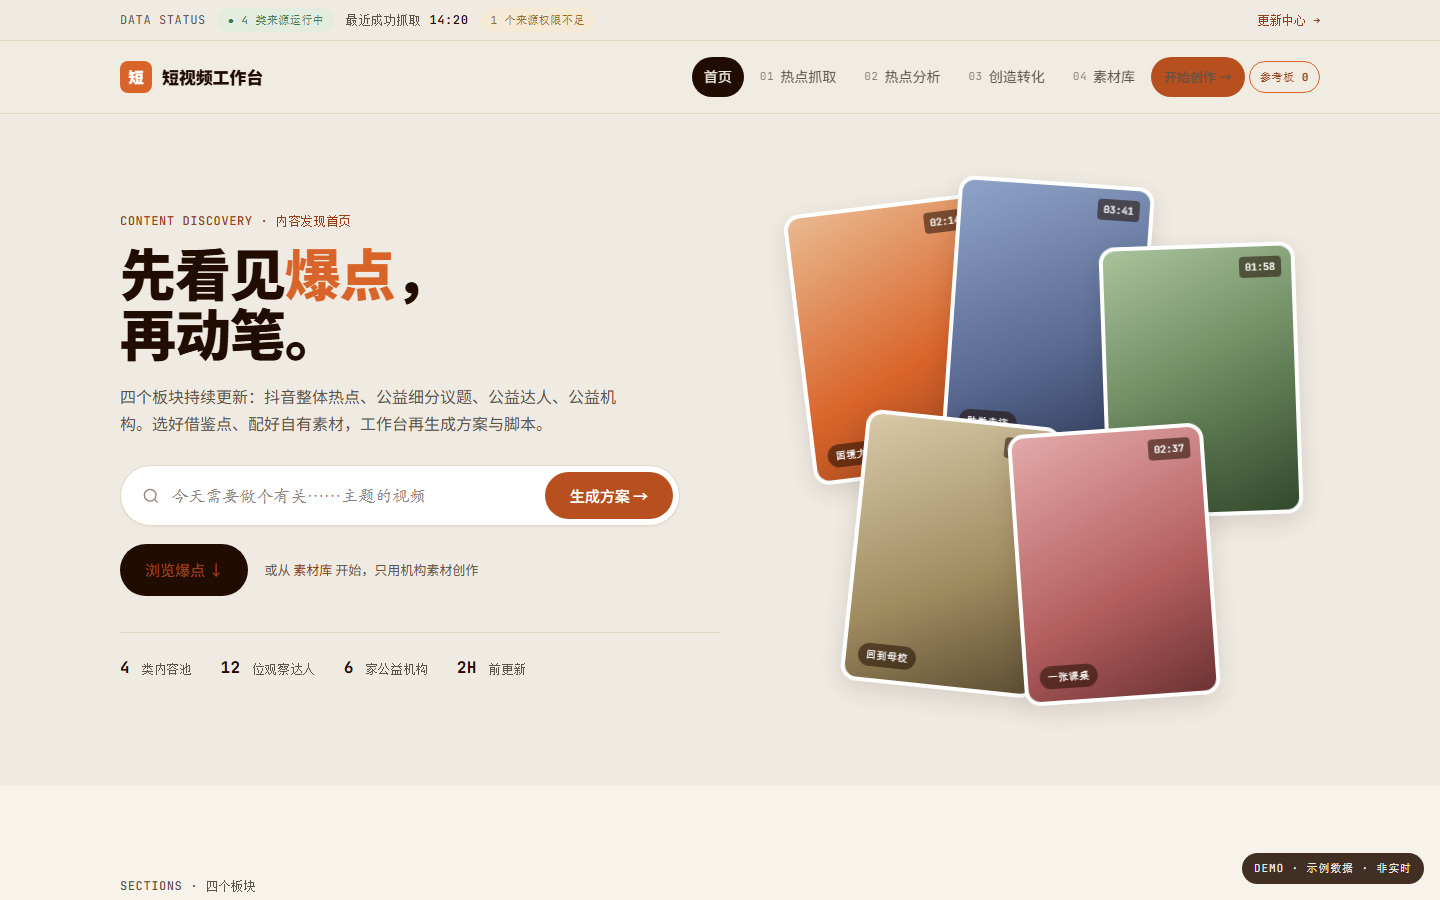 DATA STATUS ● 4 类来源运行中 最近成功抓取 14:20 1 个来源权限不足 更新中心 →
短 短视频工作台 首页 01 热点抓取 02 热点分析 03 创造转化 04 素材库 开始创作 → 参考板 0
CONTENT DISCOVERY · 内容发现首页
先看见爆点，
再动笔。
四个板块持续更新：抖音整体热点、公益细分议题、公益达人、公益机
构。选好借鉴点、配好自有素材，工作台再生成方案与脚本。
今天需要做个有关……主题的视频 生成方案 →
浏览爆点 ↓ 或从 素材库 开始，只用机构素材创作
4 类内容池 12 位观察达人 6 家公益机构 2H 前更新
02:14
03:41
01:58
困境
02:37
回到母校
一张课桌
SECTIONS · 四个板块
DEMO · 示例数据 · 非实时